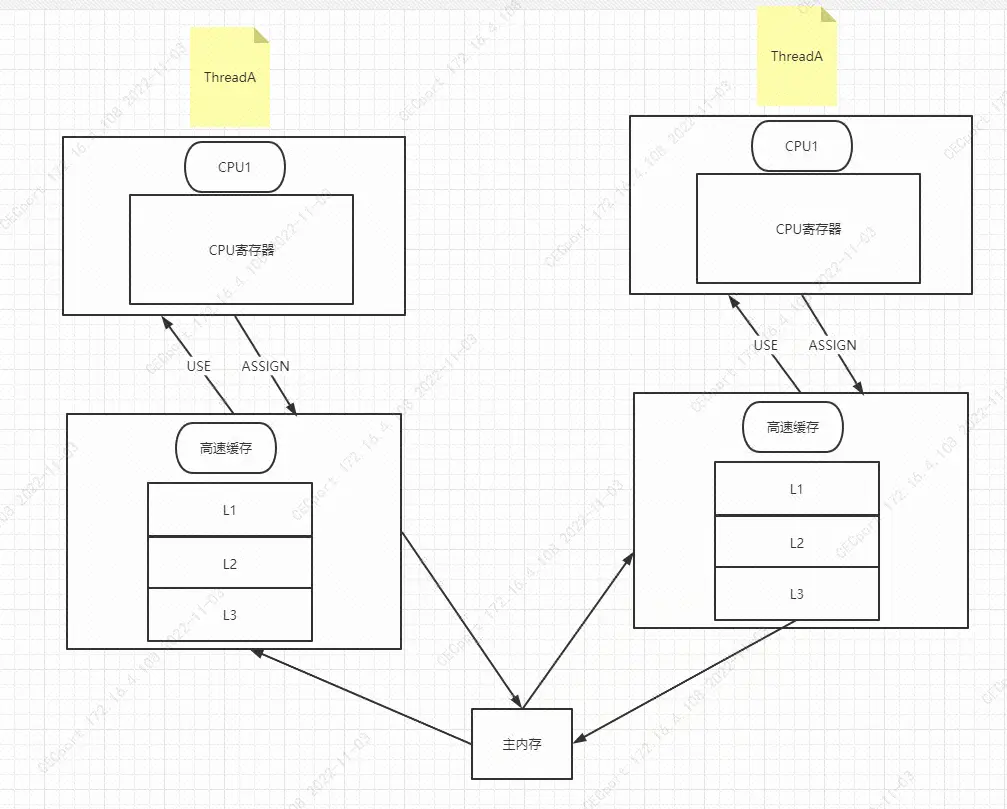 ThreadA
ThreadA
CPU1
CPU1
CPU寄存器
CPU寄存器
USE
ASSIGN
USE
ASSIGN
高速缓存
高速缓存
L1
L1
L2
L2
L3
L3
主内存
CECport 172.16.4.108 2022-11-03